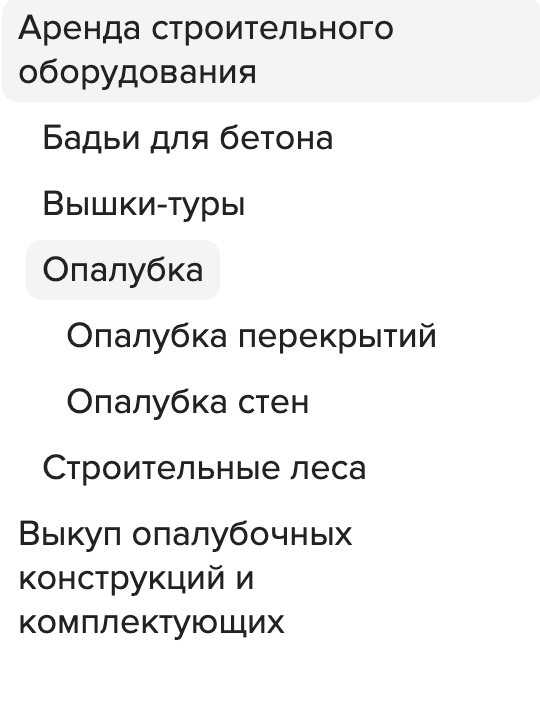 Аренда строительного
оборудования
Бадьи для бетона
Вышки-туры
Опалубка
Опалубка перекрытий
Опалубка стен
Строительные леса
Выкуп опалубочных
конструкций и
комплектующих